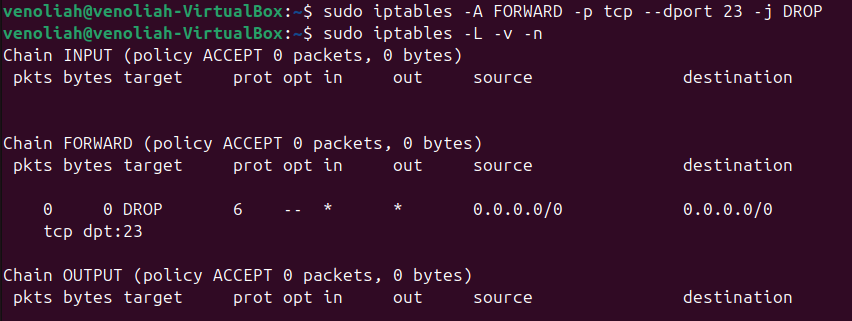 venoliah@venoliah-VirtualBox:~$ sudo iptables -A FORWARD -p tcp --dport 23 -j DROP
venoliah@venoliah-VirtualBox:~$ sudo iptables -L -v -n
Chain INPUT (policy ACCEPT 0 packets, 0 bytes)
 pkts bytes target     prot opt in     out     source               destination
Chain FORWARD (policy ACCEPT 0 packets, 0 bytes)
 pkts bytes target     prot opt in     out     source               destination
    0     0 DROP       6    --  *      *       0.0.0.0/0            0.0.0.0/0
    tcp dpt:23
Chain OUTPUT (policy ACCEPT 0 packets, 0 bytes)
 pkts bytes target     prot opt in     out     source               destination